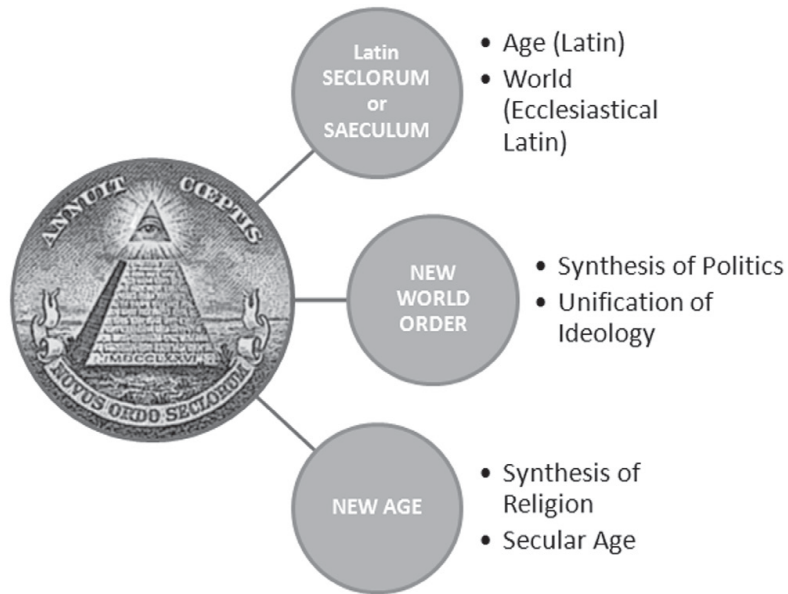 ANNUIT CŒPTIS
MDCCLXXVI
NOVUS ORDO SECLORUM
Latin
SECLORUM
or
SAECULUM
• Age (Latin)
• World
(Ecclesiastical
Latin)
NEW
WORLD
ORDER
• Synthesis of Politics
• Unification of
Ideology
NEW AGE
• Synthesis of
Religion
• Secular Age